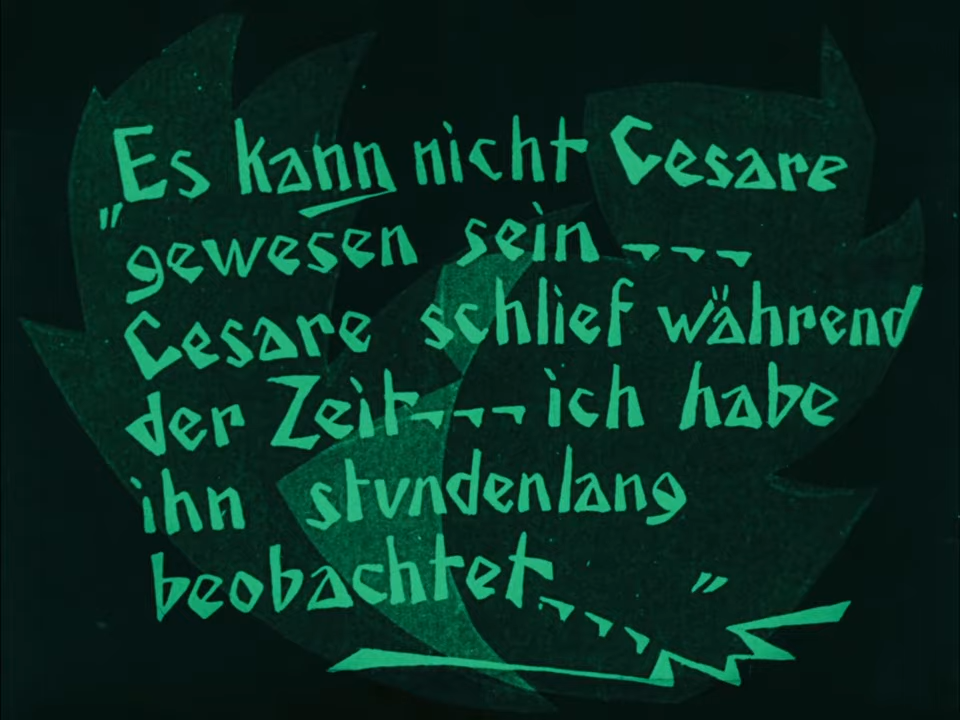 "Es kann nicht Cesare
gewesen sein ---
Cesare schlief während
der Zeit --- ich habe
ihn stundenlang
beobachtet ---"